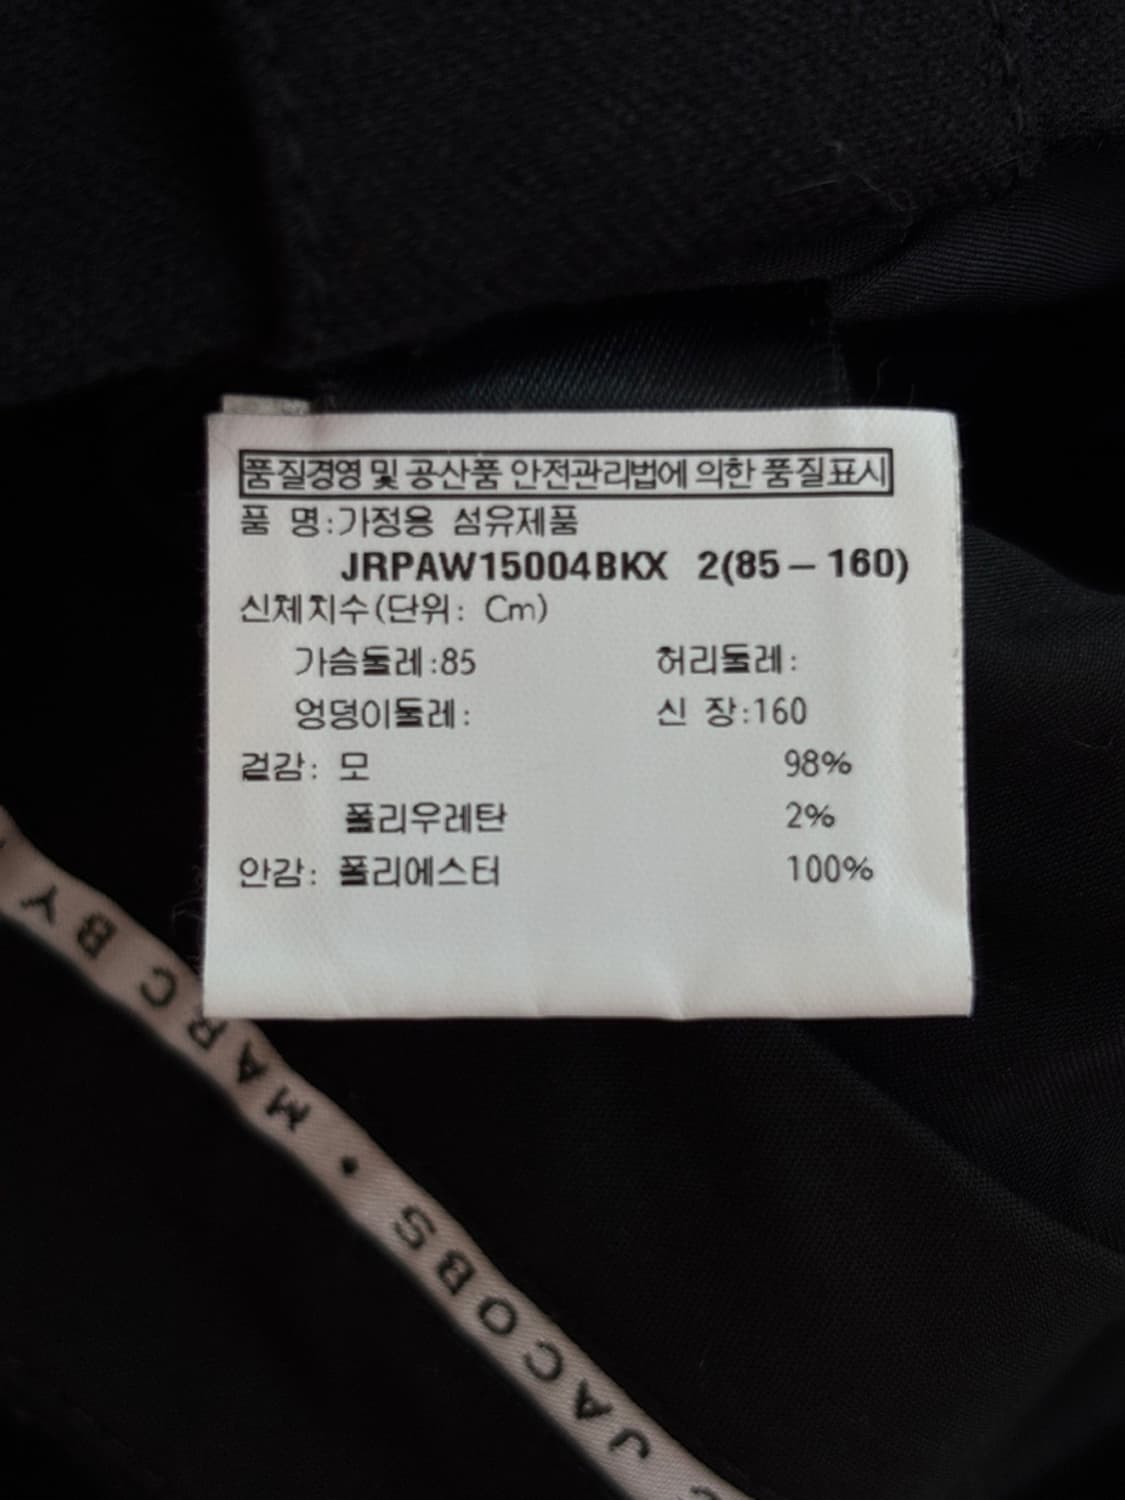 품질경영 및 공산품 안전관리법에 의한 품질표시
품 명:가정용 섬유제품
JRPAW15004BKX 2(85-160)
신체치수(단위: Cm)
가슴둘레:85 허리둘레:
엉덩이둘레: 신 장:160
겉감: 모 98%
폴리우레탄 2%
안감: 폴리에스터 100%
JACOBS • MARC BY